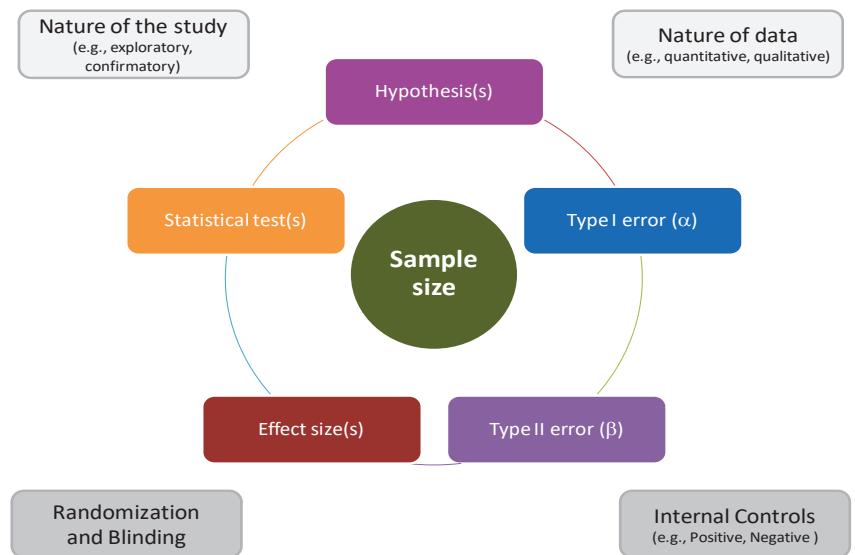 Nature of the study
(e.g., exploratory,
confirmatory)
Nature of data
(e.g., quantitative, qualitative)
Hypothesis(s)
Statistical test(s)
Type I error (α)
Sample
size
Effect size(s)
Type II error (β)
Randomization
and Blinding
Internal Controls
(e.g., Positive, Negative )